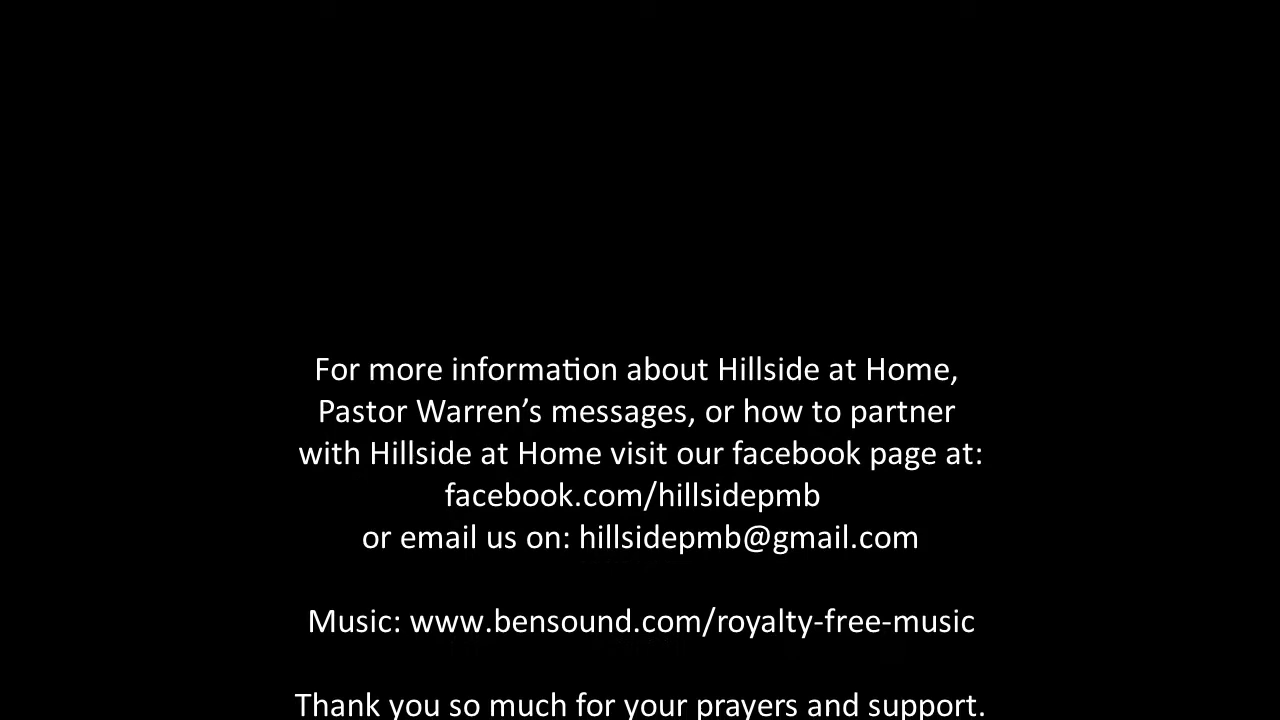 For more information about Hillside at Home,
Pastor Warren’s messages, or how to partner
with Hillside at Home visit our facebook page at:
facebook.com/hillsidepmb
or email us on: hillsidepmb@gmail.com
Music: www.bensound.com/royalty-free-music
Thank you so much for your prayers and support.